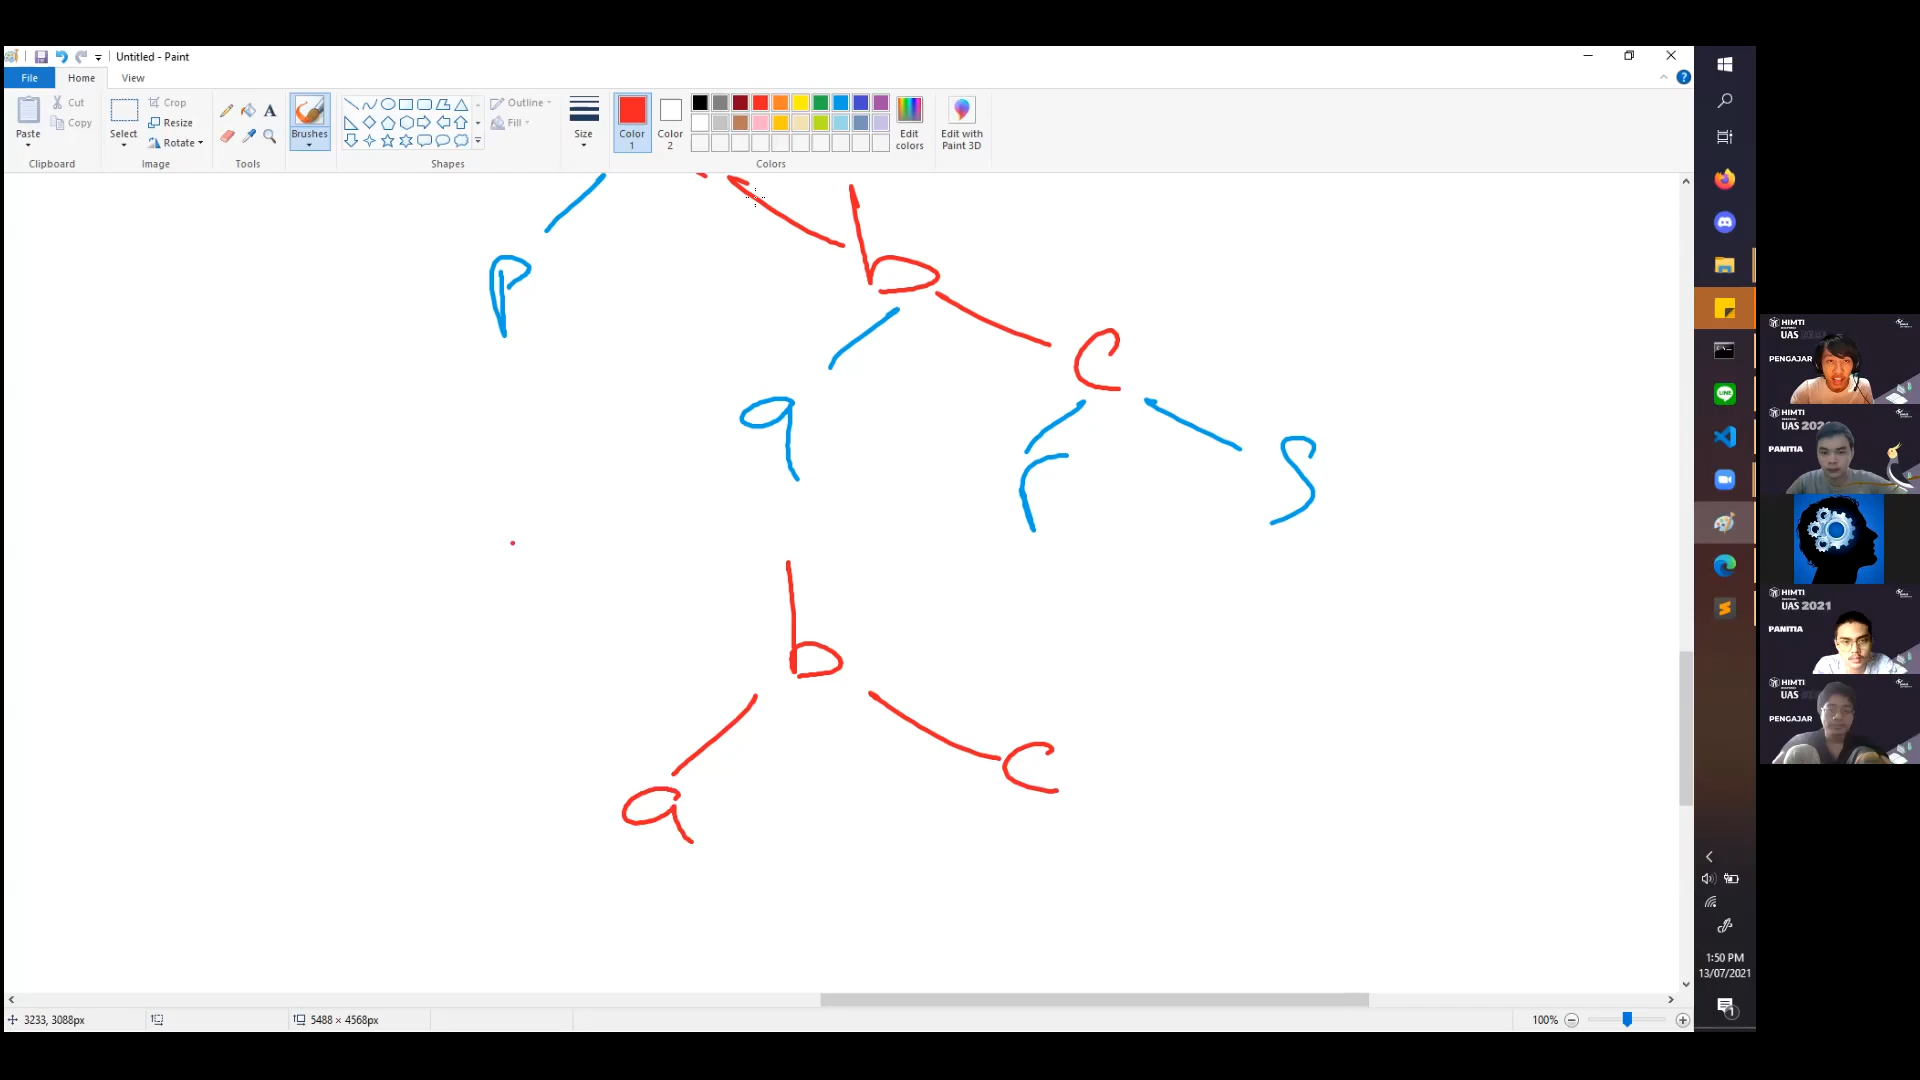 Untitled - Paint
File Home View
Paste
Cut
Copy
Clipboard
Select
Crop
Resize
Rotate
Image
Tools
Brushes
Shapes
Outline
Fill
Size
Color 1
Color 2
Colors
Edit colors
Edit with Paint 3D
P
b
C
q
r
S
b
a
C
HIMTI
UAS
PENGAJAR
HIMTI
UAS 202
PANITIA
HIMTI
UAS 2021
PANITIA
HIMTI
UAS
PENGAJAR
1:50 PM
13/07/2021
3233, 3088px
5488 × 4568px
100%